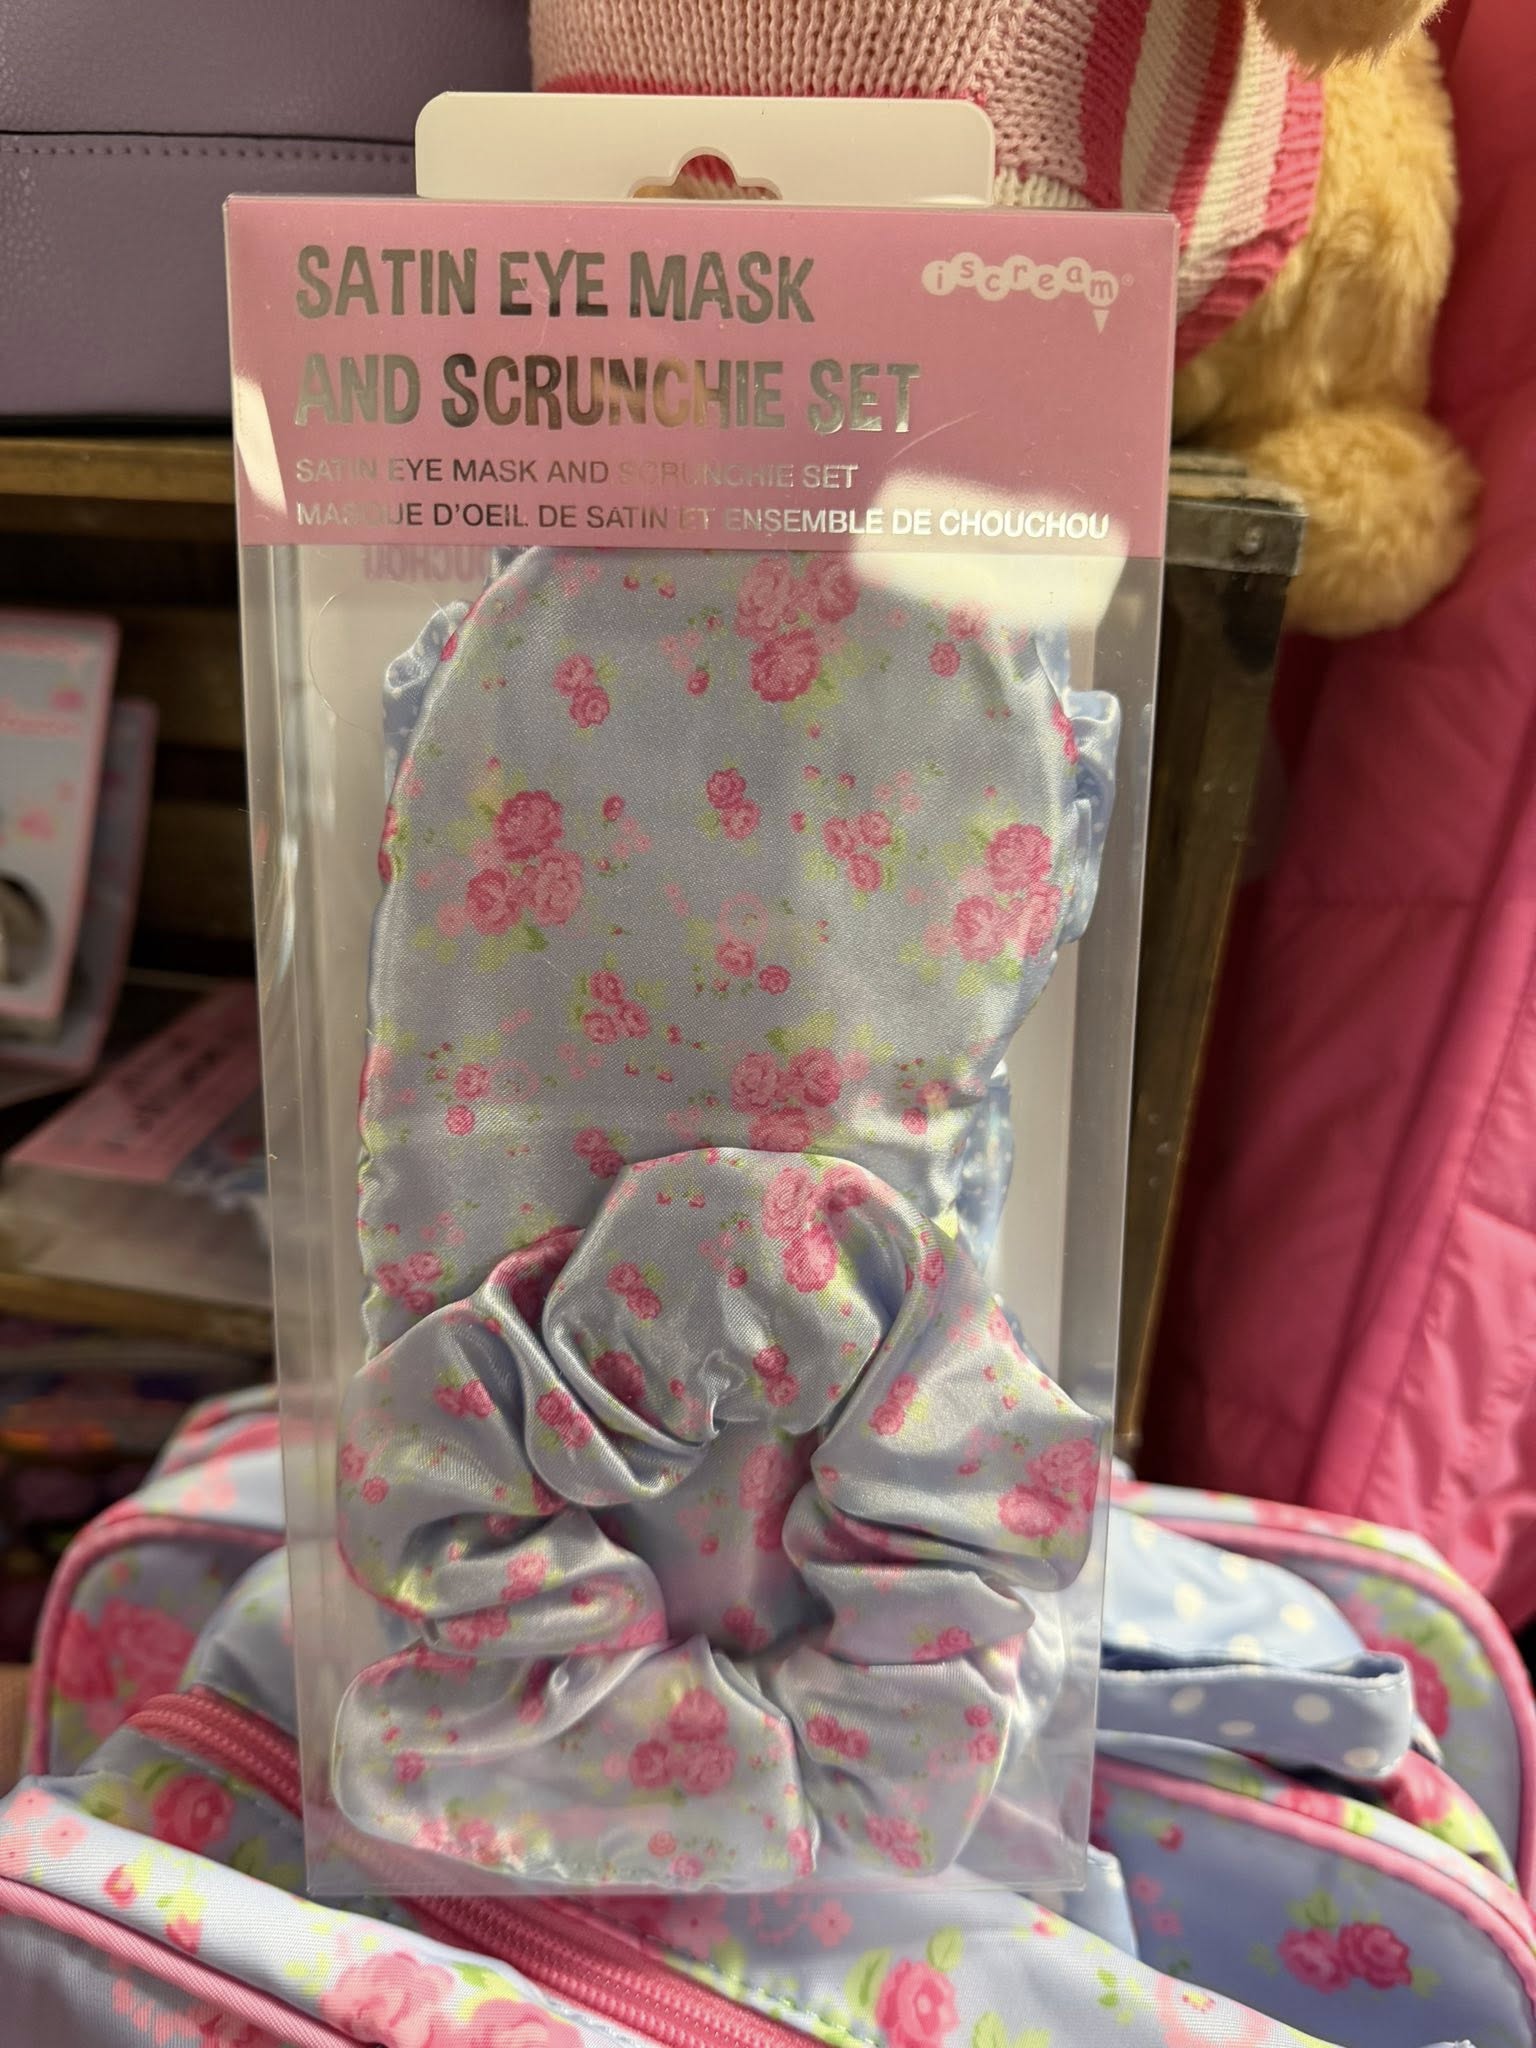 SATIN EYE MASK
iscream®
AND SCRUNCHIE SET
SATIN EYE MASK AND SCRUNCHIE SET
MASQUE D'OEIL DE SATIN ET ENSEMBLE DE CHOUCHOU